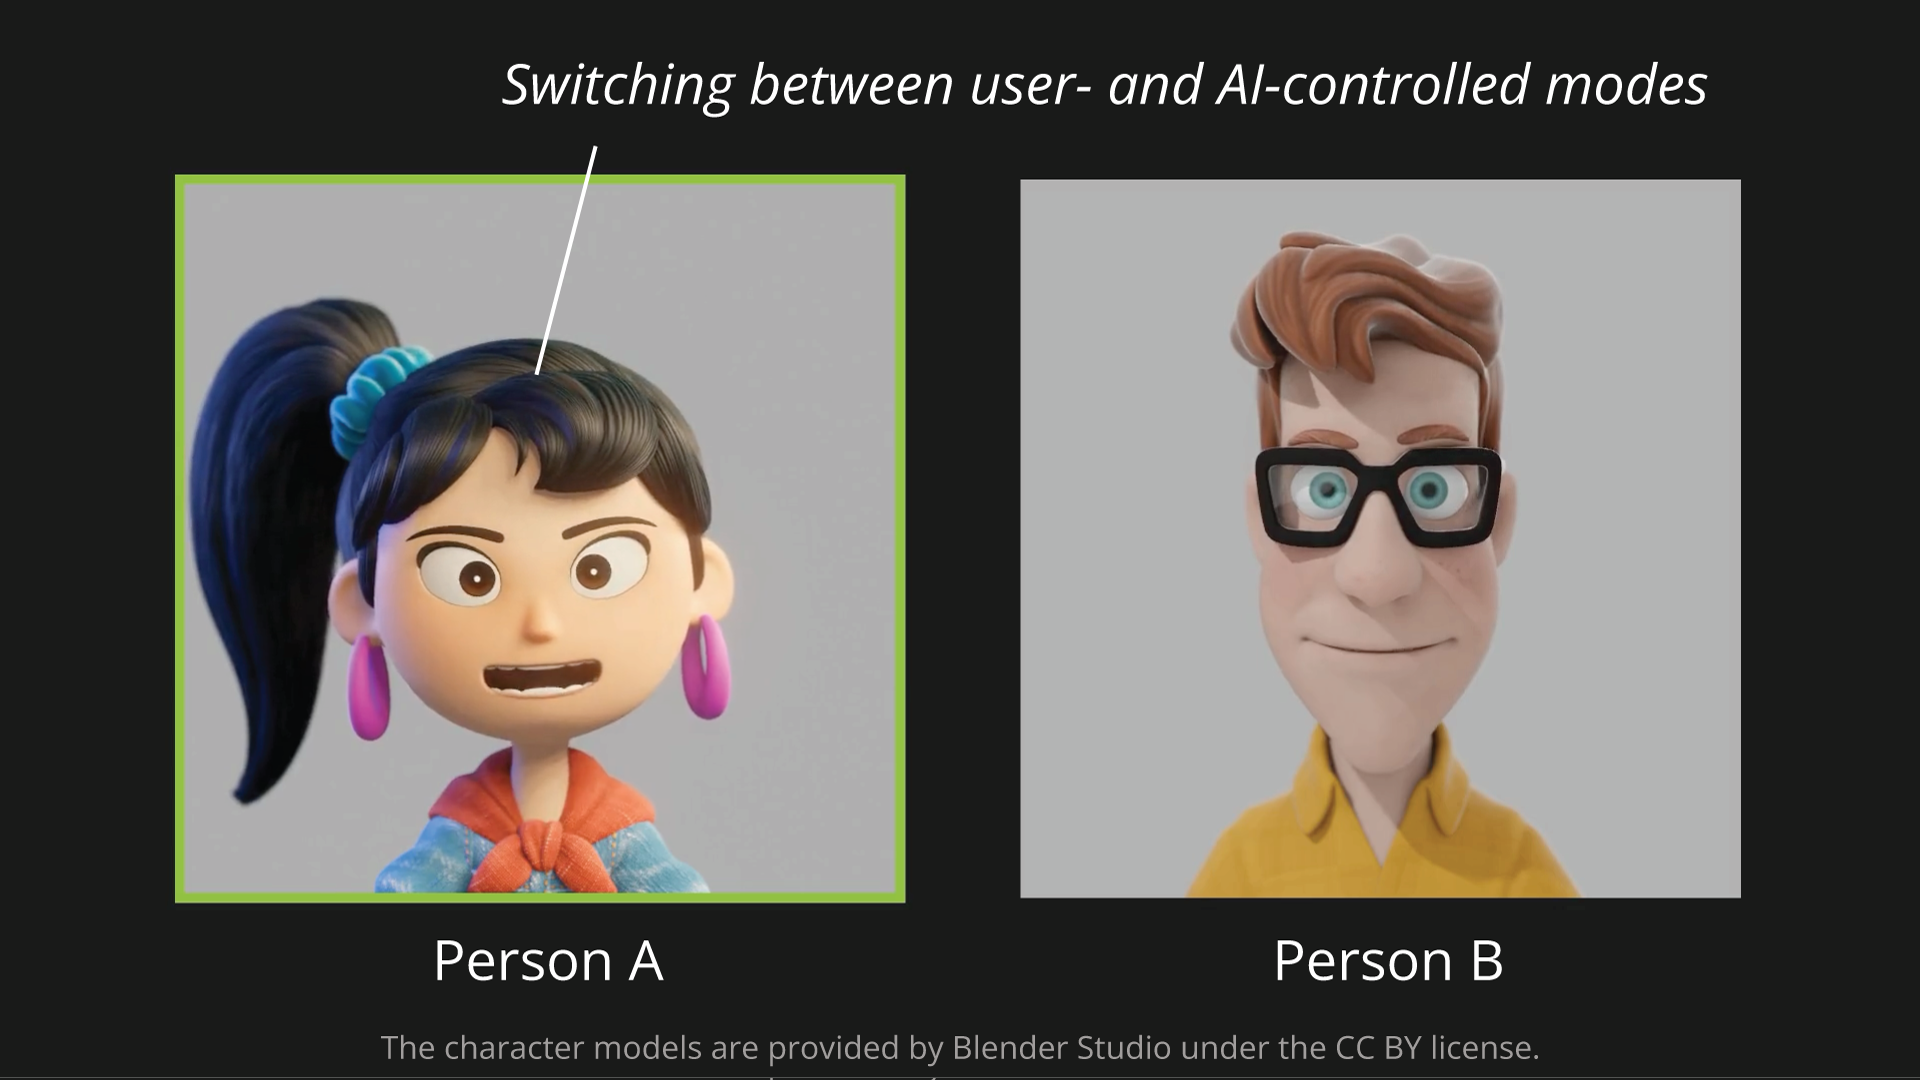 Switching between user- and AI-controlled modes
Person A
Person B
The character models are provided by Blender Studio under the CC BY license.